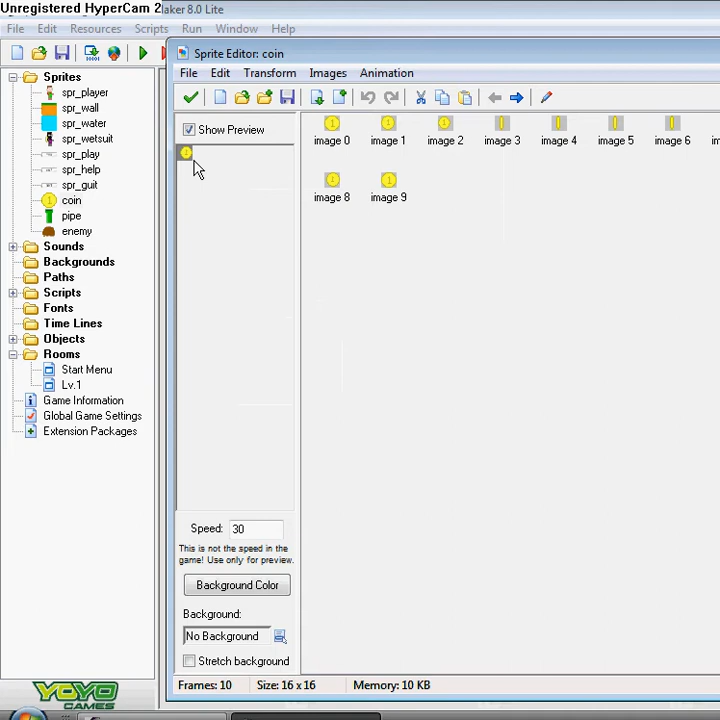 Unregistered HyperCam 2
aker 8.0 Lite
File Edit Resources Scripts Run Window Help
Sprite Editor: coin
File Edit Transform Images Animation
Show Preview
Sprites
spr_player
spr_wall
spr_water
spr_wetsuit
spr_play
spr_help
spr_guit
coin
pipe
enemy
Sounds
Backgrounds
Paths
Scripts
Fonts
Time Lines
Objects
Rooms
Start Menu
Lv.1
Game Information
Global Game Settings
Extension Packages
image 0 image 1 image 2 image 3 image 4 image 5 image 6
image 8 image 9
Speed: 30
This is not the speed in the
game! Use only for preview.
Background Color
Background:
No Background
Stretch background
Frames: 10 Size: 16 x 16 Memory: 10 KB
YOYO
GAMES